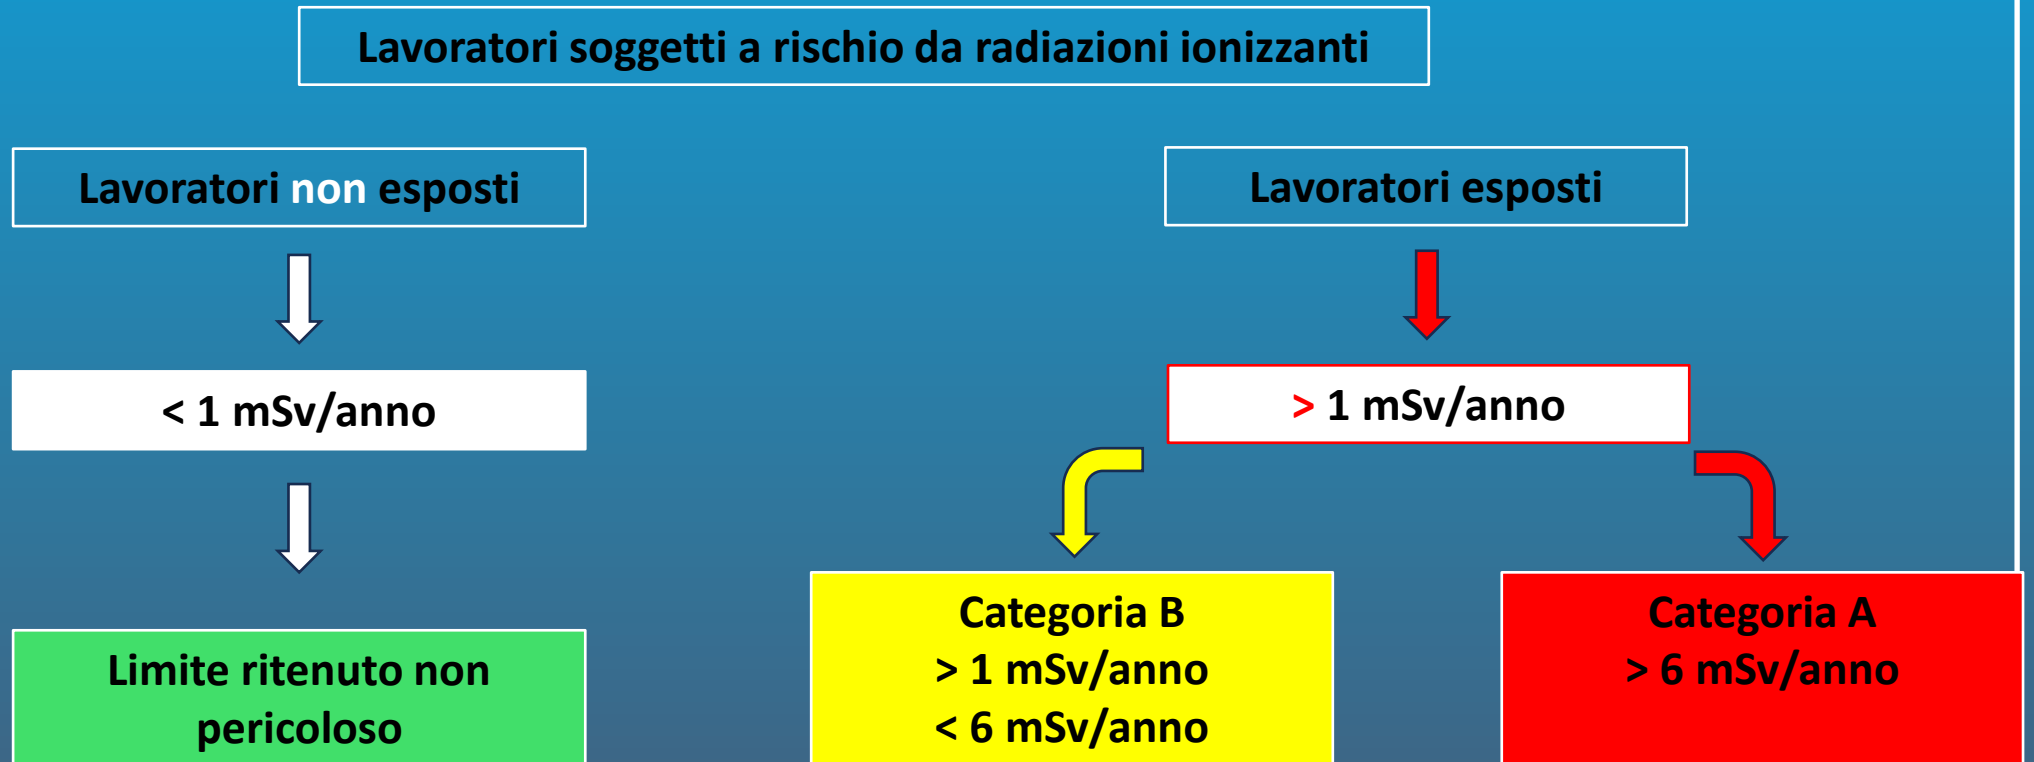 Lavoratori soggetti a rischio da radiazioni ionizzanti
Lavoratori non esposti
Lavoratori esposti
< 1 mSv/anno
> 1 mSv/anno
Limite ritenuto non
pericoloso
Categoria B
> 1 mSv/anno
< 6 mSv/anno
Categoria A
> 6 mSv/anno